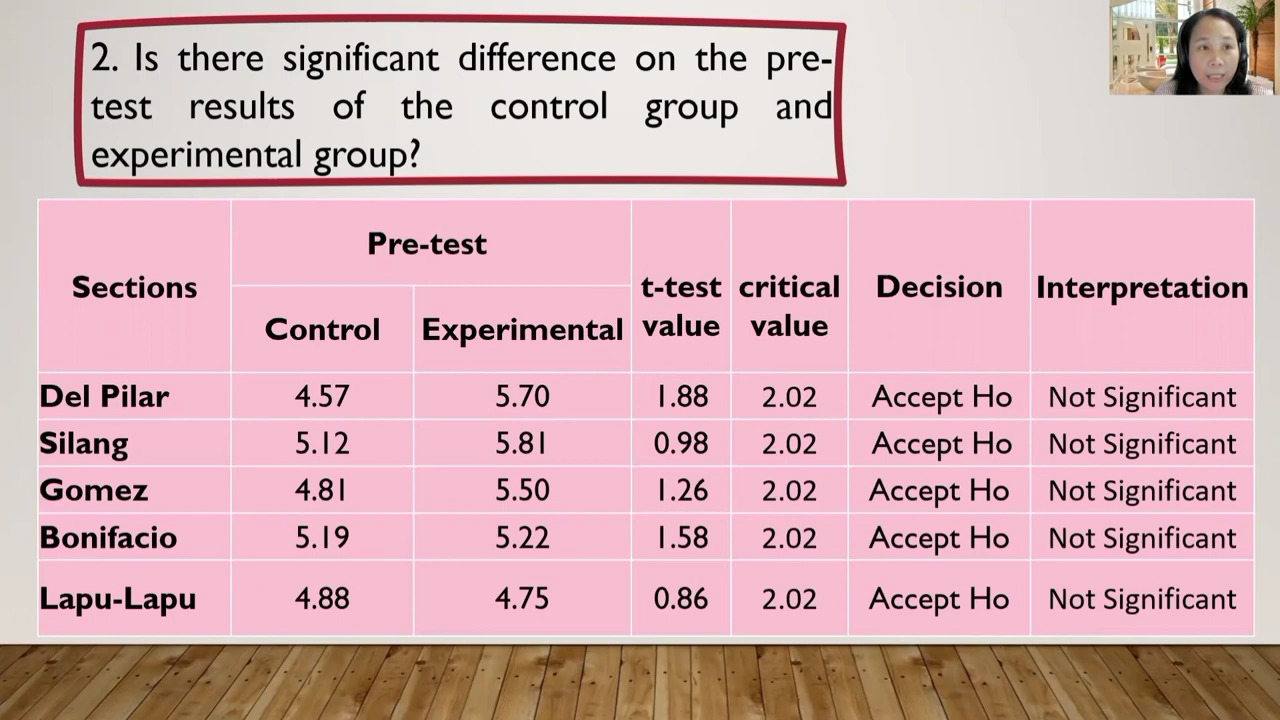 2. Is there significant difference on the pre-
test results of the control group and
experimental group?
Sections
Pre-test
t-test
value
critical
value
Decision
Interpretation
Control
Experimental
Del Pilar 4.57 5.70 1.88 2.02 Accept Ho Not Significant
Silang 5.12 5.81 0.98 2.02 Accept Ho Not Significant
Gomez 4.81 5.50 1.26 2.02 Accept Ho Not Significant
Bonifacio 5.19 5.22 1.58 2.02 Accept Ho Not Significant
Lapu-Lapu 4.88 4.75 0.86 2.02 Accept Ho Not Significant